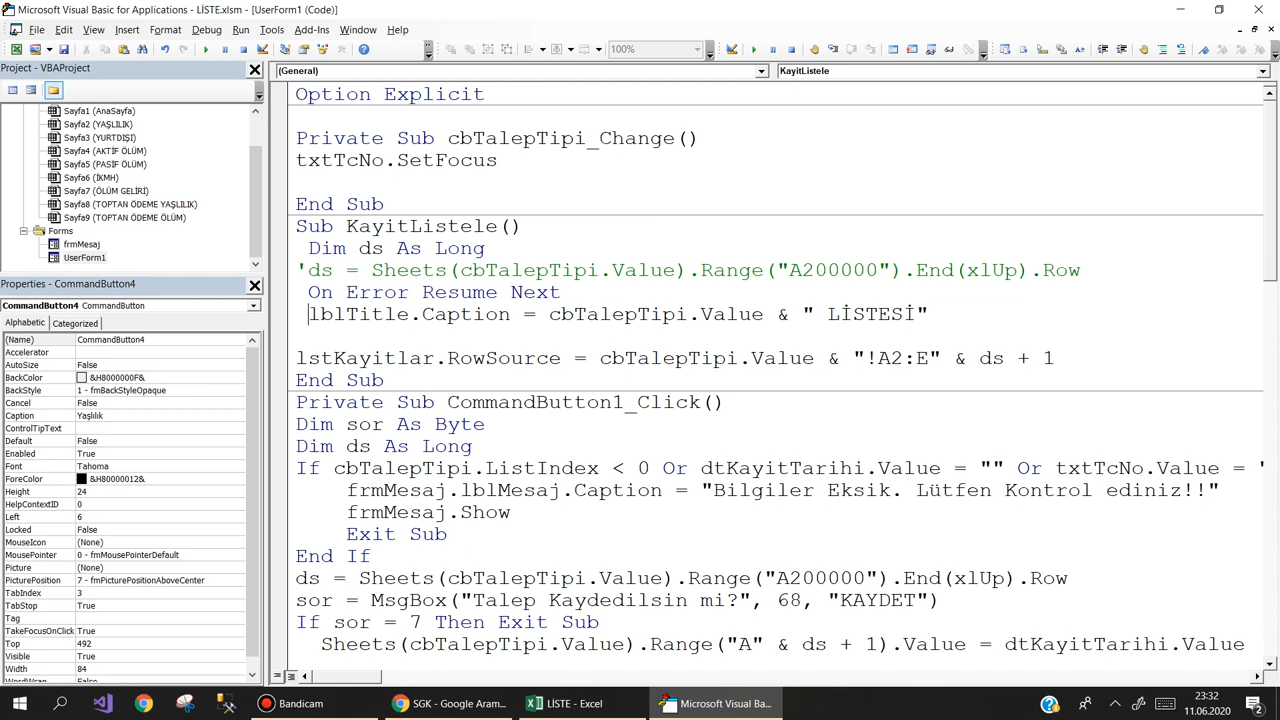 Microsoft Visual Basic for Applications - LİSTE.xlsm - [UserForm1 (Code)]
File Edit View Insert Format Debug Run Tools Add-Ins Window Help
100%
Project - VBAProject
Sayfa1 (AnaSayfa)
Sayfa2 (YAŞLILIK)
Sayfa3 (YURTDIŞI)
Sayfa4 (AKTİF ÖLÜM)
Sayfa5 (PASİF ÖLÜM)
Sayfa6 (İKMH)
Sayfa7 (ÖLÜM GELİRİ)
Sayfa8 (TOPTAN ÖDEME YAŞLILIK)
Sayfa9 (TOPTAN ÖDEME ÖLÜM)
Forms
frmMesaj
UserForm1
Properties - CommandButton4
CommandButton4 CommandButton
Alphabetic Categorized
(Name) CommandButton4
Accelerator
AutoSize False
BackColor &H8000000F&
BackStyle 1 - fmBackStyleOpaque
Cancel False
Caption Yaşlılık
ControlTipText
Default False
Enabled True
Font Tahoma
ForeColor &H80000012&
Height 24
HelpContextID 0
Left 6
Locked False
MouseIcon (None)
MousePointer 0 - fmMousePointerDefault
Picture (None)
PicturePosition 7 - fmPicturePositionAboveCenter
TabIndex 3
TabStop True
Tag
TakeFocusOnClick True
Top 492
Visible True
Width 84
WordWrap False
(General) KayitListele
Option Explicit
Private Sub cbTalepTipi_Change()
txtTcNo.SetFocus
End Sub
Sub KayitListele()
Dim ds As Long
'ds = Sheets(cbTalepTipi.Value).Range("A200000").End(xlUp).Row
On Error Resume Next
lblTitle.Caption = cbTalepTipi.Value & " LİSTESİ"
lstKayitlar.RowSource = cbTalepTipi.Value & "!A2:E" & ds + 1
End Sub
Private Sub CommandButton1_Click()
Dim sor As Byte
Dim ds As Long
If cbTalepTipi.ListIndex < 0 Or dtKayitTarihi.Value = "" Or txtTcNo.Value = '
frmMesaj.lblMesaj.Caption = "Bilgiler Eksik. Lütfen Kontrol ediniz!!"
frmMesaj.Show
Exit Sub
End If
ds = Sheets(cbTalepTipi.Value).Range("A200000").End(xlUp).Row
sor = MsgBox("Talep Kaydedilsin mi?", 68, "KAYDET")
If sor = 7 Then Exit Sub
Sheets(cbTalepTipi.Value).Range("A" & ds + 1).Value = dtKayitTarihi.Value
Bandicam
SGK - Google Aram...
LİSTE - Excel
Microsoft Visual Ba...
23:32
11.06.2020
2